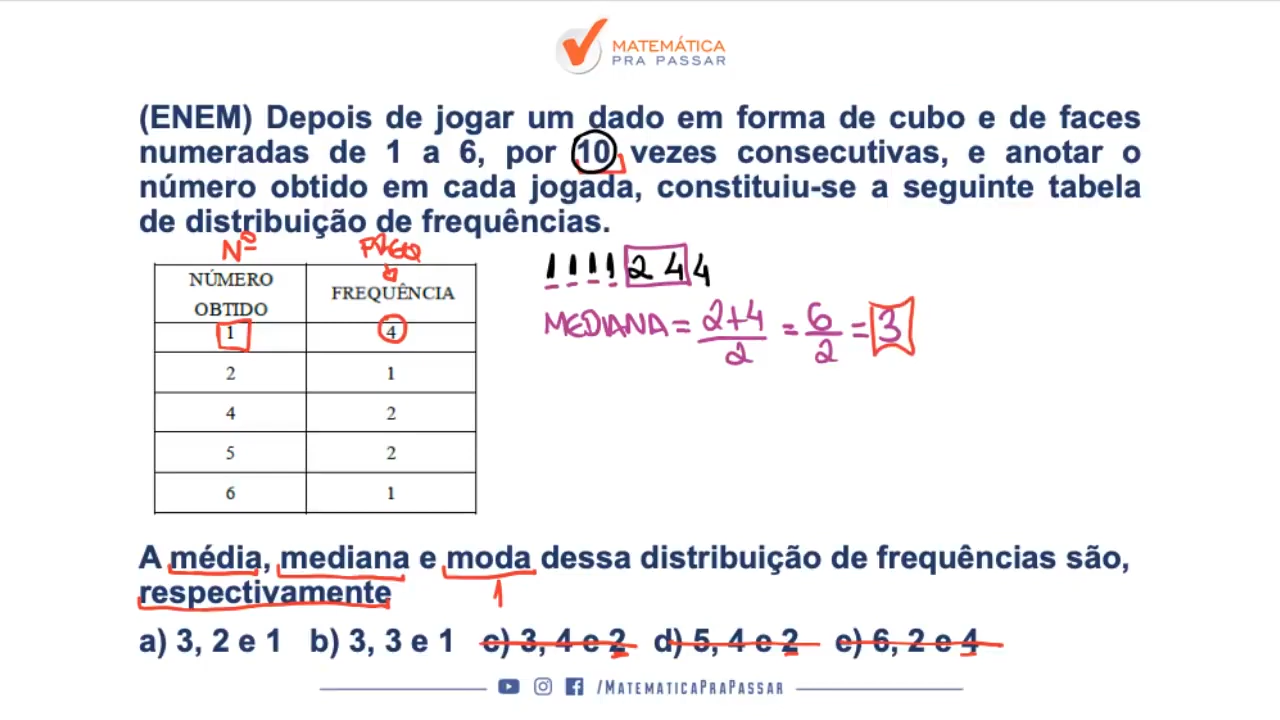 MATEMÁTICA
PRA PASSAR
(ENEM) Depois de jogar um dado em forma de cubo e de faces
numeradas de 1 a 6, por 10 vezes consecutivas, e anotar o
número obtido em cada jogada, constituiu-se a seguinte tabela
de distribuição de frequências.
Nº FREQ
NÚMERO OBTIDO FREQUÊNCIA
1 4
2 1
4 2
5 2
6 1
1 1 1 1 2 4 4
MEDIANA = 2+4/2 = 6/2 = 3
A média, mediana e moda dessa distribuição de frequências são,
respectivamente
1
a) 3, 2 e 1 b) 3, 3 e 1 c) 3, 4 e 2 d) 5, 4 e 2 e) 6, 2 e 4
/MATEMATICAPRAPASSAR